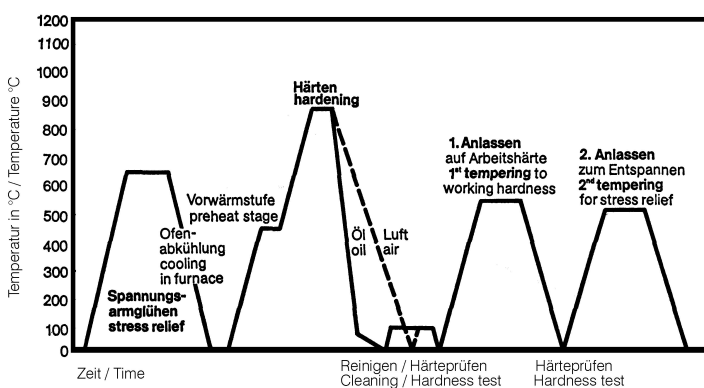 Temperatur in °C / Temperature °C
1200
1100
1000
900
800
700
600
500
400
300
200
100
0
Spannungs-
armglühen
stress relief
Ofen-
abkühlung
cooling
in furnace
Vorwärmstufe
preheat stage
Härten
hardening
Öl
oil
Luft
air
1. Anlassen
auf Arbeitshärte
1st tempering to
working hardness
2. Anlassen
zum Entspannen
2nd tempering
for stress relief
Zeit / Time
Reinigen / Härteprüfen
Cleaning / Hardness test
Härteprüfen
Hardness test